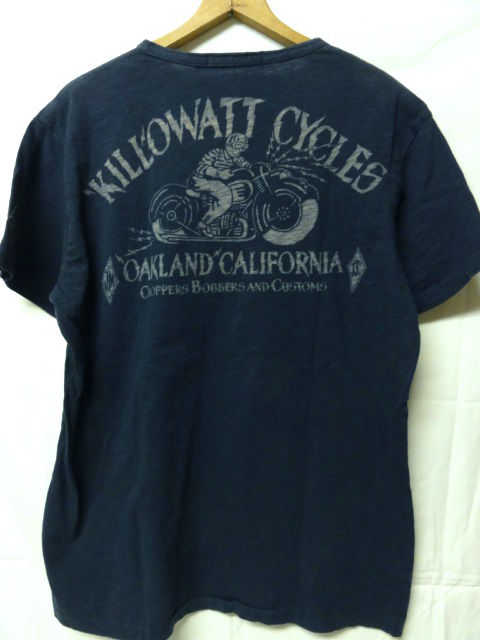 "KILLOWATT CYCLES
"OAKLAND" CALIFORNIA
CHOPPERS BOBBERS AND CUSTOMS